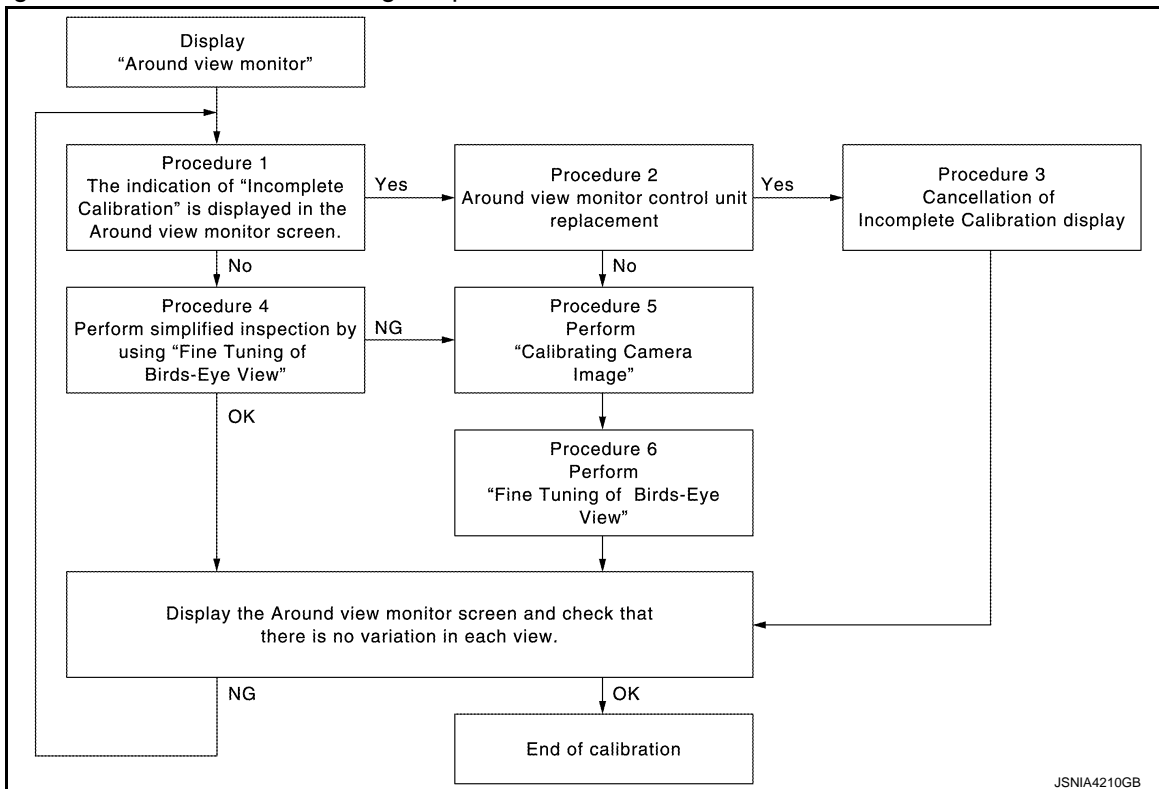 Display
“Around view monitor”
Procedure 1
The indication of “Incomplete
Calibration” is displayed in the
Around view monitor screen.
Yes
Procedure 2
Around view monitor control unit
replacement
Yes
Procedure 3
Cancellation of
Incomplete Calibration display
No
No
Procedure 4
Perform simplified inspection by
using “Fine Tuning of
Birds-Eye View”
NG
Procedure 5
Perform
“Calibrating Camera
Image”
OK
Procedure 6
Perform
“Fine Tuning of Birds-Eye
View”
Display the Around view monitor screen and check that
there is no variation in each view.
NG
OK
End of calibration
JSNIA4210GB